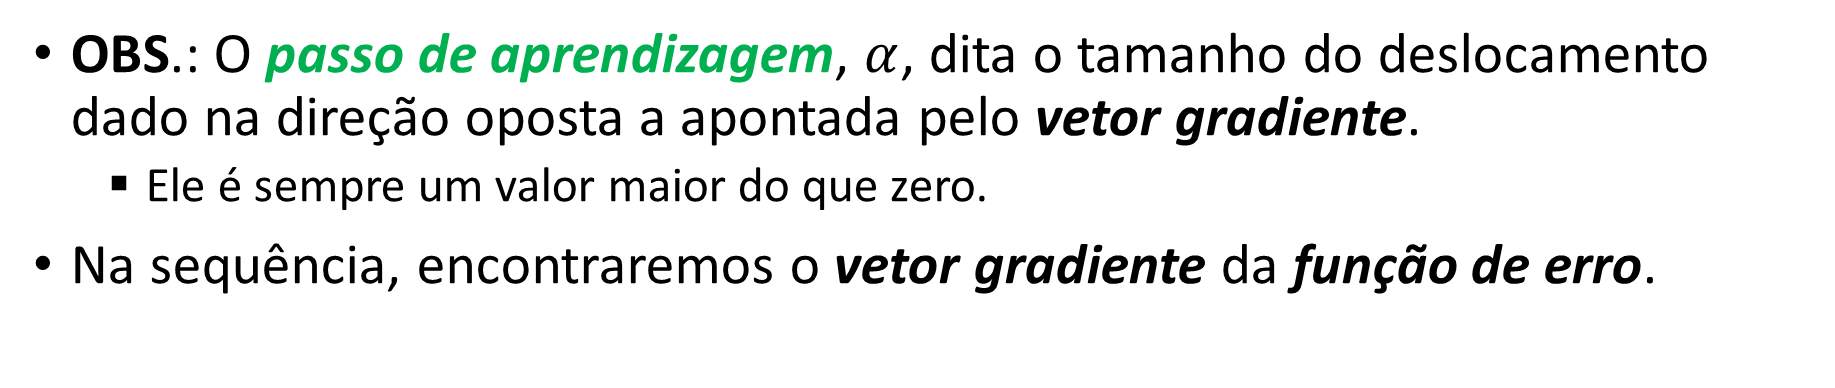 • OBS.: O passo de aprendizagem, 𝛼, dita o tamanho do deslocamento
dado na direção oposta a apontada pelo vetor gradiente.
▪ Ele é sempre um valor maior do que zero.
• Na sequência, encontraremos o vetor gradiente da função de erro.